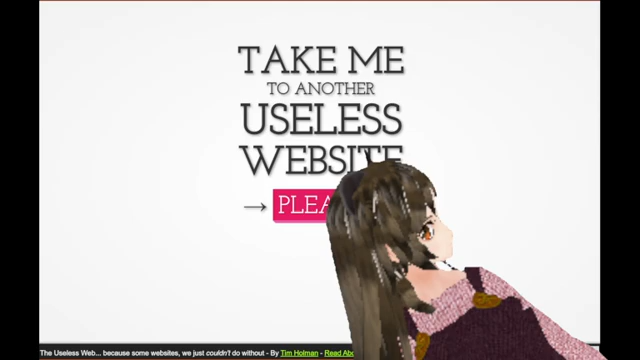 TAKE ME
TO ANOTHER
USELESS
WEBSITE
→ PLEA
The Useless Web... because some websites, we just couldn't do without - By Tim Holman - Read Abo